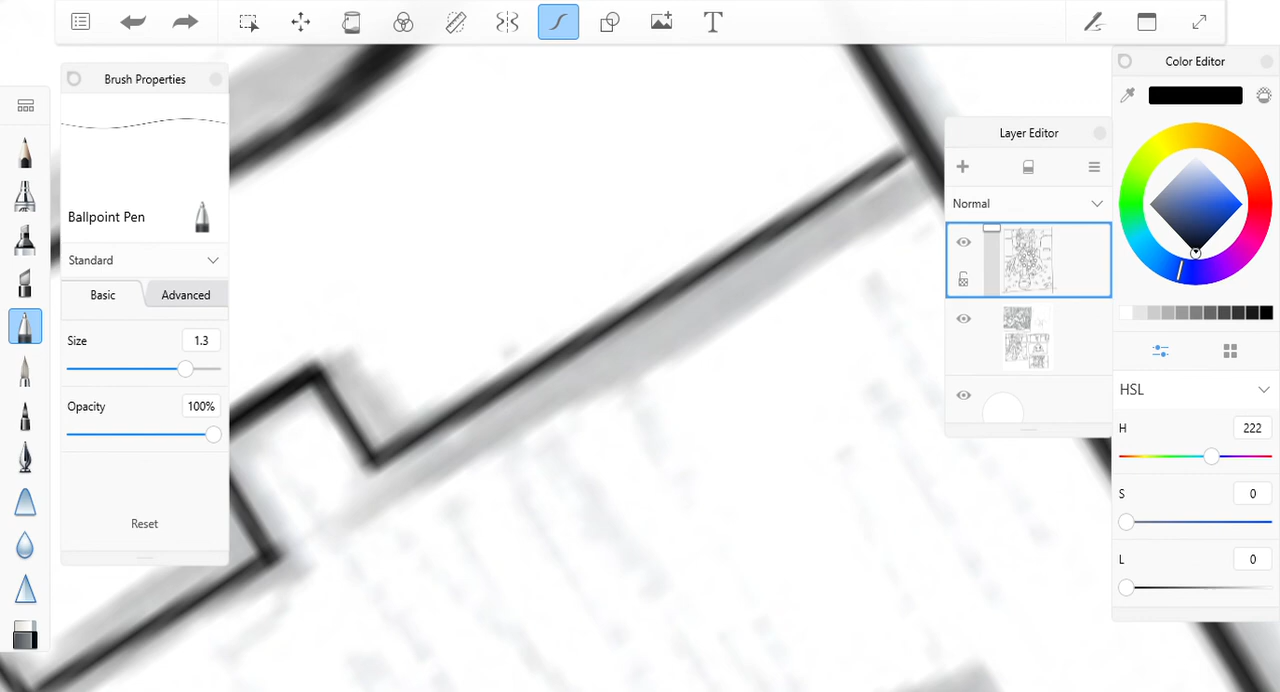 T
Brush Properties
Ballpoint Pen
Standard
Basic
Advanced
Size
1.3
Opacity
100%
Reset
Layer Editor
Normal
Color Editor
HSL
H
222
S
0
L
0